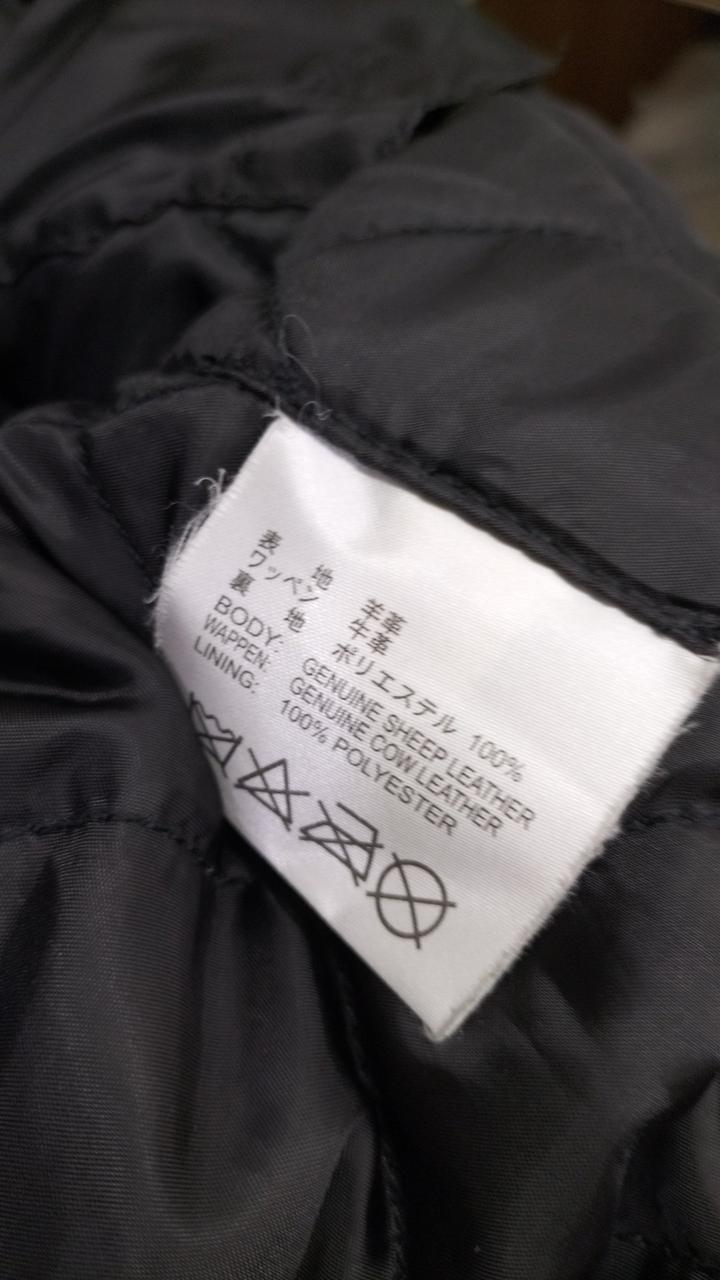 表 地 羊革
ワッペン 牛革
裏 地 ポリエステル 100%
BODY: GENUINE SHEEP LEATHER
WAPPEN: GENUINE COW LEATHER
LINING: 100% POLYESTER